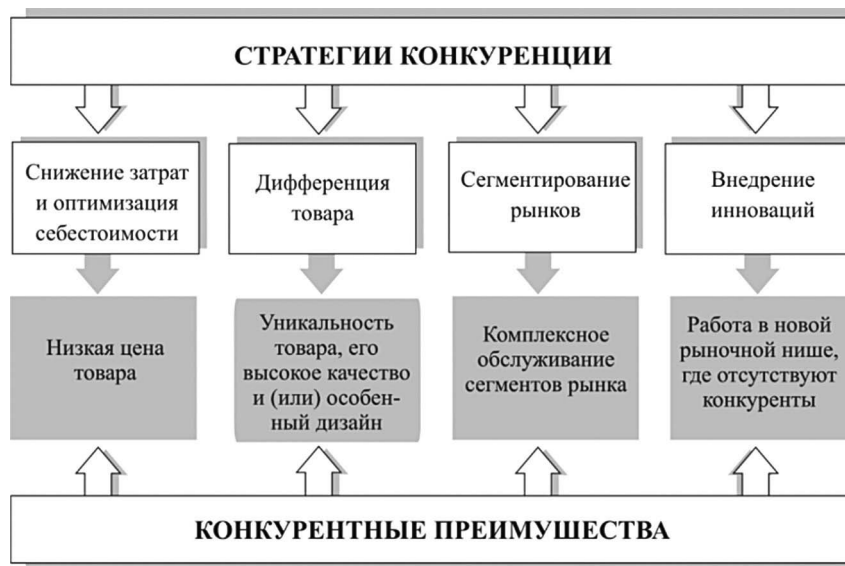 СТРАТЕГИИ КОНКУРЕНЦИИ
Снижение затрат
и оптимизация
себестоимости
Дифференция
товара
Сегментирование
рынков
Внедрение
инноваций
Низкая цена
товара
Уникальность
товара, его
высокое качество
и (или) особен-
ный дизайн
Комплексное
обслуживание
сегментов рынка
Работа в новой
рыночной нише,
где отсутствуют
конкуренты
КОНКУРЕНТНЫЕ ПРЕИМУШЕСТВА